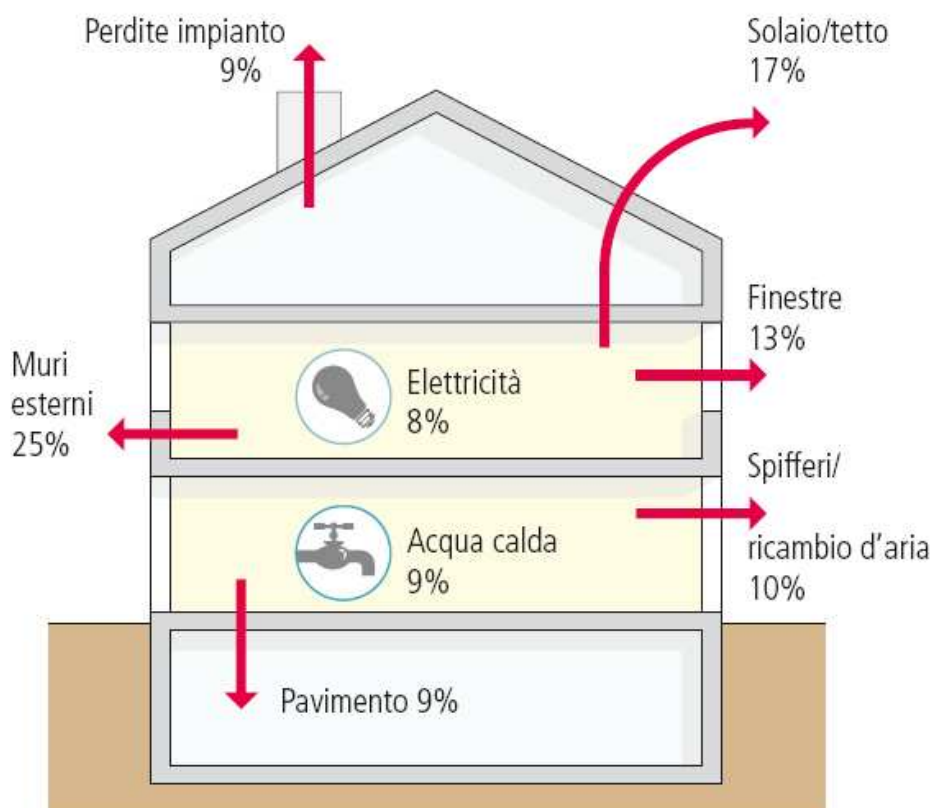 Perdite impianto
9%
Solaio/tetto
17%
Finestre
13%
Muri
esterni
25%
Elettricità
8%
Spifferi/
ricambio d'aria
10%
Acqua calda
9%
Pavimento 9%